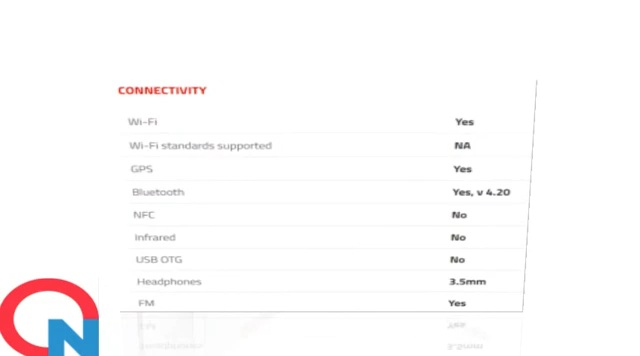 CONNECTIVITY
Wi-Fi Yes
Wi-Fi standards supported NA
GPS Yes
Bluetooth Yes, v 4.20
NFC No
Infrared No
USB OTG No
Headphones 3.5mm
FM Yes
N